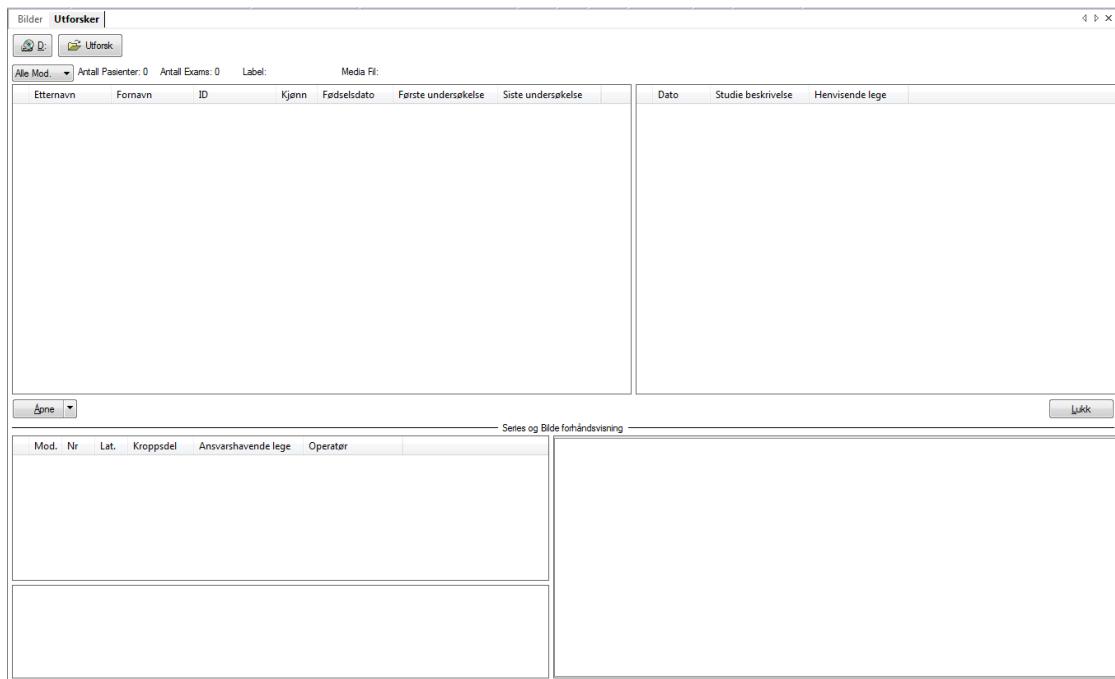 Bilder Utforsker
D: Utforsk
Alle Mod. Antall Pasienter: 0 Antall Exams: 0 Label: Media Fil:
Etternavn Fornavn ID Kjønn Fødselsdato Første undersøkelse Siste undersøkelse
Dato Studie beskrivelse Henvisende lege
Åpne
Lukk
Series og Bilde forhåndsvisning
Mod. Nr Lat. Kroppsdel Ansvarshavende lege Operatør